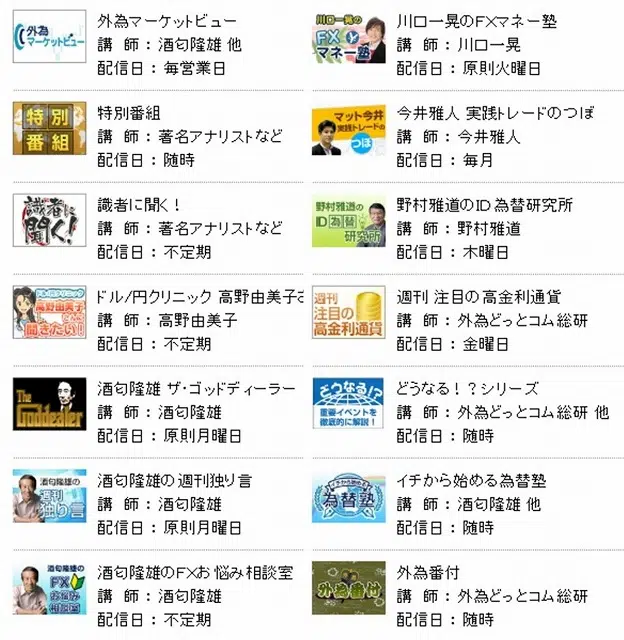 外為
マーケットビュー
外為マーケットビュー
講 師 : 酒匂隆雄 他
配信日 : 毎営業日
川口一晃の
FX
マネー塾
川口一晃のFXマネー塾
講 師 : 川口一晃
配信日 : 原則火曜日
特別
番組
特別番組
講 師 : 著名アナリストなど
配信日 : 随時
マット今井
実践トレードの
つぼ
今井雅人 実践トレードのつぼ
講 師 : 今井雅人
配信日 : 毎月
識者に
聞く!
識者に聞く!
講 師 : 著名アナリストなど
配信日 : 不定期
野村雅道の
ID為替
研究所
野村雅道のID為替研究所
講 師 : 野村雅道
配信日 : 木曜日
ドル/円クリニック
高野由美子
さんに
聞きたい!
ドル/円クリニック 高野由美子さ
講 師 : 高野由美子
配信日 : 不定期
週刊
注目の
高金利通貨
週刊 注目の高金利通貨
講 師 : 外為どっとコム総研
配信日 : 金曜日
The
Goddealer
酒匂隆雄 ザ・ゴッドディーラー
講 師 : 酒匂隆雄
配信日 : 原則月曜日
どうなる!?
重要イベントを
徹底的に解説!
どうなる!?シリーズ
講 師 : 外為どっとコム総研 他
配信日 : 随時
酒匂隆雄の
週刊
独り言
酒匂隆雄の週刊独り言
講 師 : 酒匂隆雄
配信日 : 原則月曜日
イチから始める
為替塾
イチから始める為替塾
講 師 : 酒匂隆雄 他
配信日 : 随時
酒匂隆雄の
FX
お悩み
相談室
酒匂隆雄のFXお悩み相談室
講 師 : 酒匂隆雄
配信日 : 不定期
外為番付
外為番付
講 師 : 外為どっとコム総研
配信日 : 随時